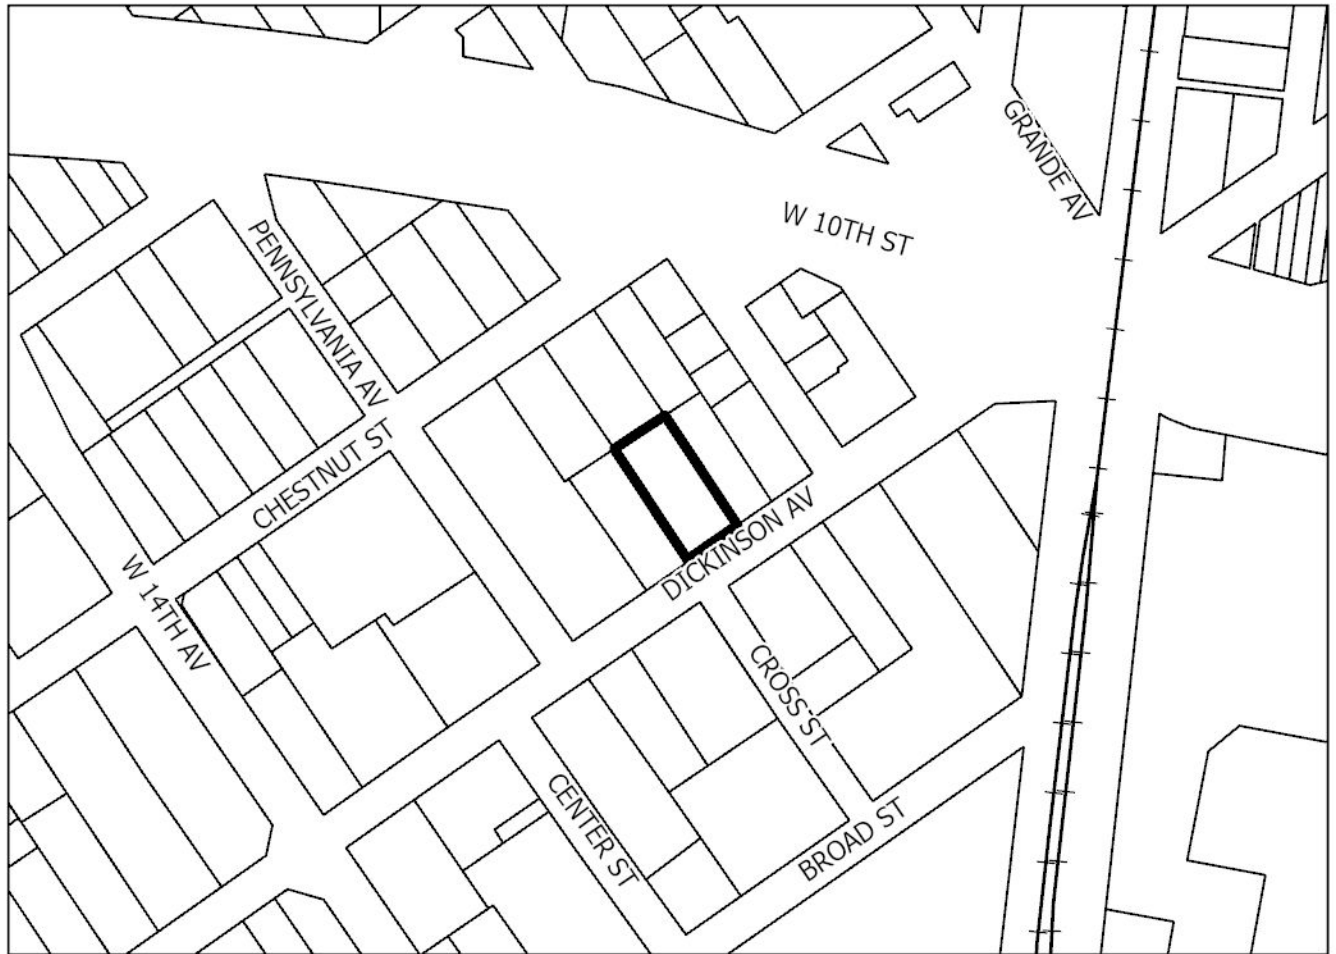 GRANDE AV
W 10TH ST
PENNSYLVANIA AV
CHESTNUT ST
DICKINSON AV
W 14TH AV
CROSS ST
CENTER ST
BROAD ST